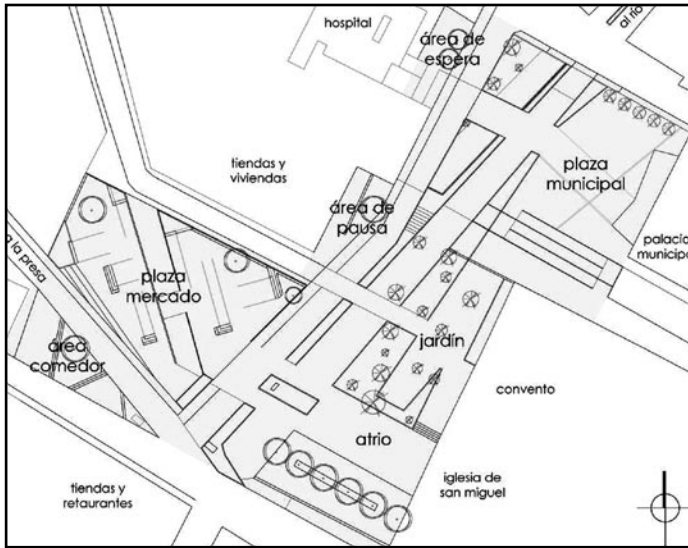 hospital
al río
área de
espera
plaza
municipal
tiendas y
viviendas
área de
pausa
palacio
municipal
a la presa
plaza
mercado
jardín
área
comedor
convento
atrio
tiendas y
retaurantes
iglesia de
san miguel